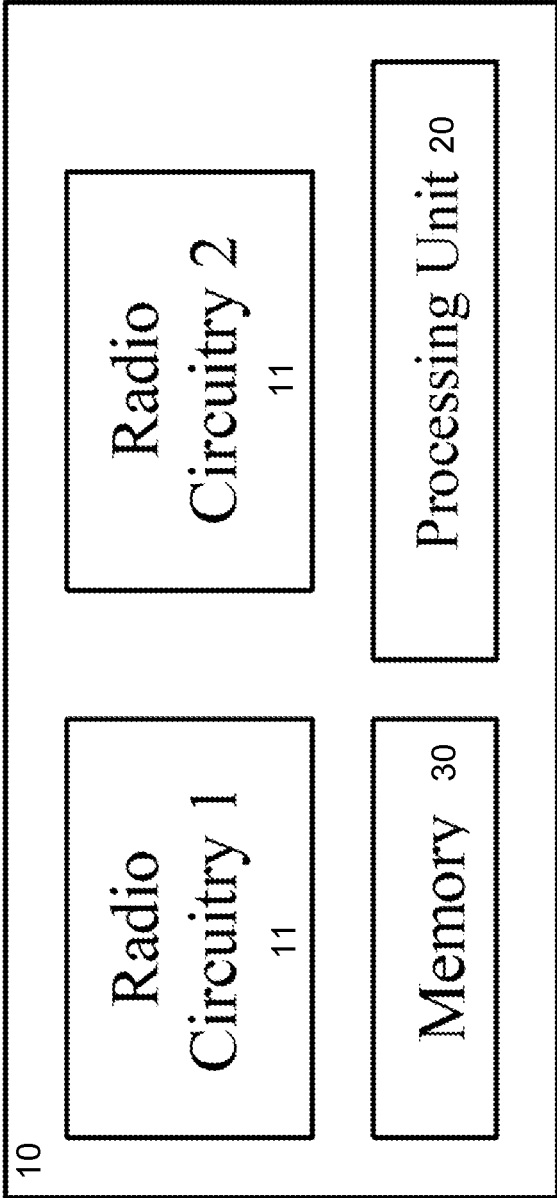 10
Radio
Circuitry 1
11
Radio
Circuitry 2
11
Memory 30
Processing Unit 20